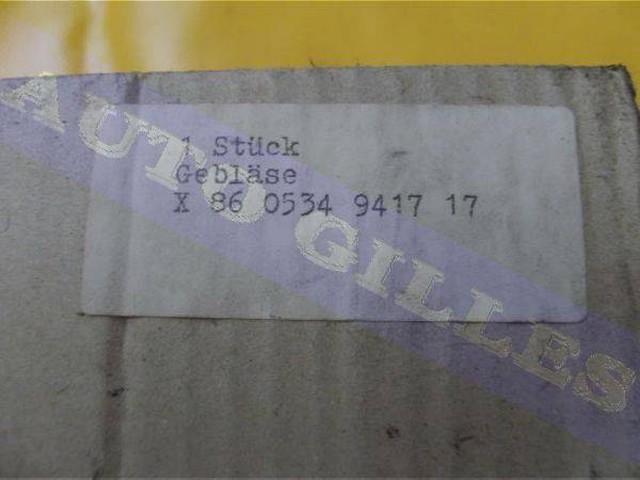 1 Stück
Gebläse
X 86 0534 9417 17
AUTO GILLES